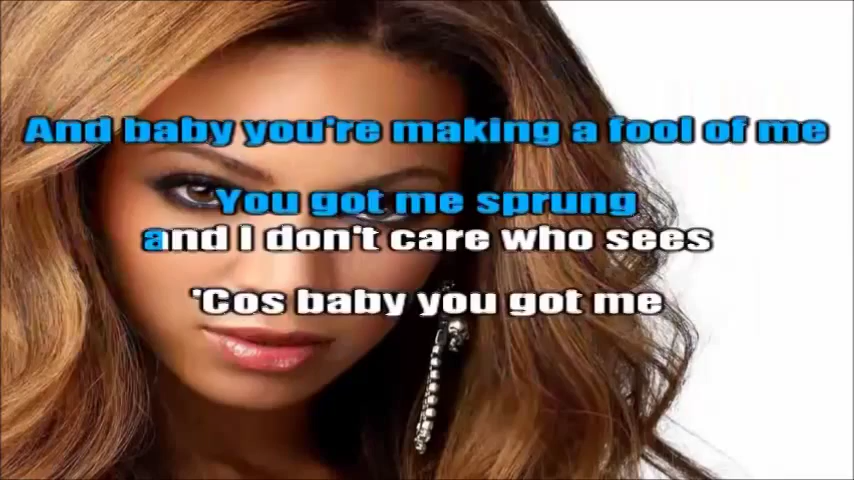 And baby you're making a fool of me
You got me sprung
and I don't care who sees
'Cos baby you got me